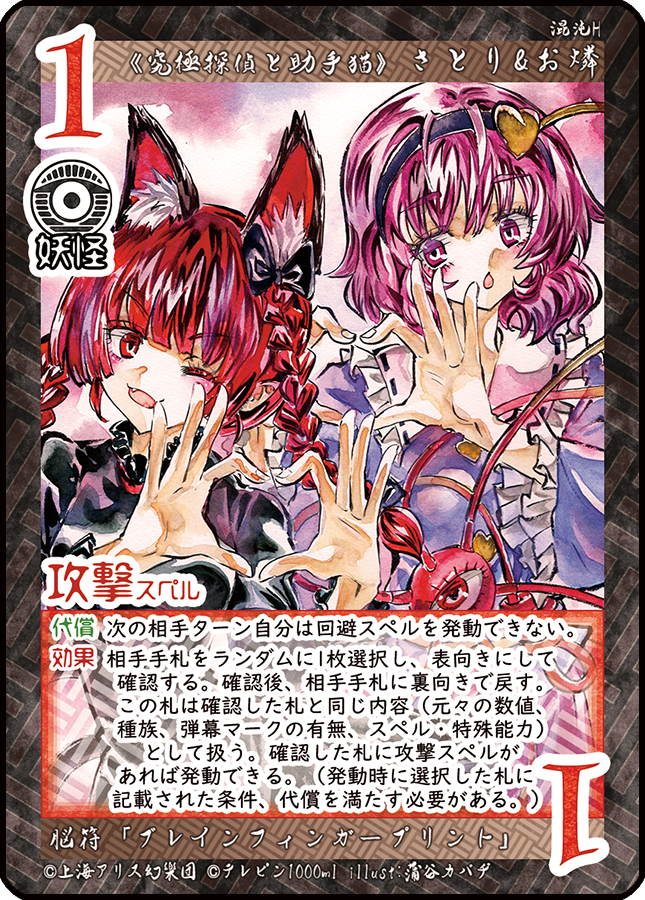 混沌H
1
《究極探偵と助手猫》さとり&お燐
妖怪
攻撃スペル
代償 次の相手ターン自分は回避スペルを発動できない。
効果 相手手札をランダムに1枚選択し、表向きにして
確認する。確認後、相手手札に裏向きで戻す。
この札は確認した札と同じ内容（元々の数値、
種族、弾幕マークの有無、スペル・特殊能力）
として扱う。確認した札に攻撃スペルが
あれば発動できる。（発動時に選択した札に
記載された条件、代償を満たす必要がある。）
1
脳符「ブレインフィンガープリント」
©上海アリス幻樂団 ©テレピン1000ml illust:蒲谷カバヂ